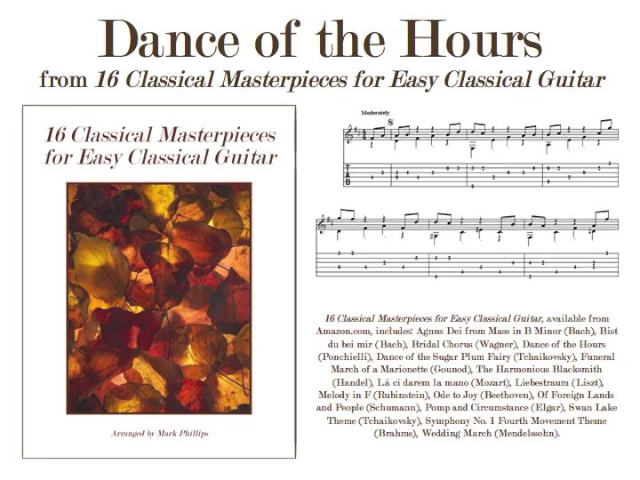 Dance of the Hours
from 16 Classical Masterpieces for Easy Classical Guitar
16 Classical Masterpieces
for Easy Classical Guitar
Arranged by Mark Phillips
Moderately
16 Classical Masterpieces for Easy Classical Guitar, available from
Amazon.com, includes: Agnus Dei from Mass in B Minor (Bach), Bist
du bei mir (Bach), Bridal Chorus (Wagner), Dance of the Hours
(Ponchielli), Dance of the Sugar Plum Fairy (Tchaikovsky), Funeral
March of a Marionette (Gounod), The Harmonious Blacksmith
(Handel), Lá ci darem la mano (Mozart), Liebestraum (Liszt),
Melody in F (Rubinstein), Ode to Joy (Beethoven), Of Foreign Lands
and People (Schumann), Pomp and Circumstance (Elgar), Swan Lake
Theme (Tchaikovsky), Symphony No. 1 Fourth Movement Theme
(Brahms), Wedding March (Mendelssohn).